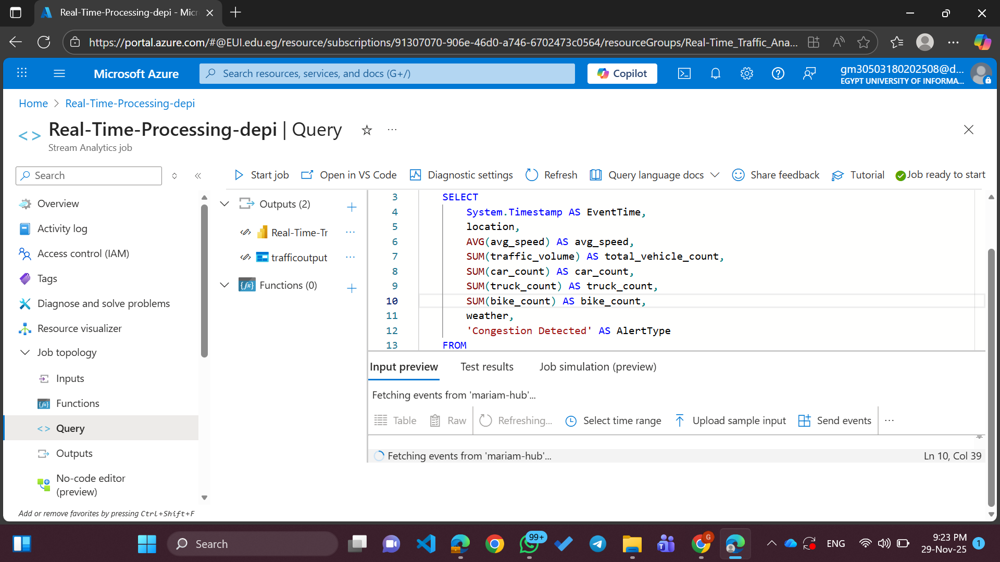 Real-Time-Processing-depi - Micr
https://portal.azure.com/#@EUI.edu.eg/resource/subscriptions/91307070-906e-46d0-a746-6702473c0564/resourceGroups/Real-Time_Traffic_Ana...
Microsoft Azure
Search resources, services, and docs (G+/)
Copilot
gm30503180202508@d...
EGYPT UNIVERSITY OF INFORMA...
Home > Real-Time-Processing-depi
Real-Time-Processing-depi | Query
Stream Analytics job
Search
Start job
Open in VS Code
Diagnostic settings
Refresh
Query language docs
Share feedback
Tutorial
Job ready to start
Overview
Activity log
Access control (IAM)
Tags
Diagnose and solve problems
Resource visualizer
Job topology
Inputs
Functions
Query
Outputs
No-code editor
(preview)
Add or remove favorites by pressing Ctrl+Shift+F
Outputs (2)
Real-Time-Tr
trafficoutput
Functions (0)
3 SELECT
4 System.Timestamp AS EventTime,
5 location,
6 AVG(avg_speed) AS avg_speed,
7 SUM(traffic_volume) AS total_vehicle_count,
8 SUM(car_count) AS car_count,
9 SUM(truck_count) AS truck_count,
10 SUM(bike_count) AS bike_count,
11 weather,
12 'Congestion Detected' AS AlertType
13 FROM
Input preview
Test results
Job simulation (preview)
Fetching events from 'mariam-hub'...
Table
Raw
Refreshing...
Select time range
Upload sample input
Send events
Fetching events from 'mariam-hub'...
Ln 10, Col 39
Search
99+
G
ENG
9:23 PM
29-Nov-25
1